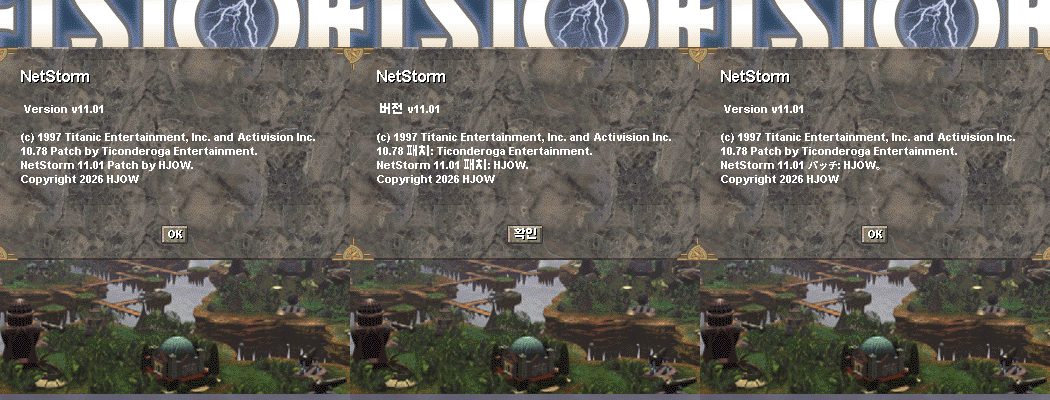 NetStorm
Version v11.01
(c) 1997 Titanic Entertainment, Inc. and Activision Inc.
10.78 Patch by Ticonderoga Entertainment.
NetStorm 11.01 Patch by HJOW.
Copyright 2026 HJOW
OK
NetStorm
버전 v11.01
(c) 1997 Titanic Entertainment, Inc. and Activision Inc.
10.78 패치: Ticonderoga Entertainment.
NetStorm 11.01 패치: HJOW.
Copyright 2026 HJOW
확인
NetStorm
Version v11.01
(c) 1997 Titanic Entertainment, Inc. and Activision Inc.
10.78 Patch by Ticonderoga Entertainment.
NetStorm 11.01 パッチ: HJOW。
Copyright 2026 HJOW
OK